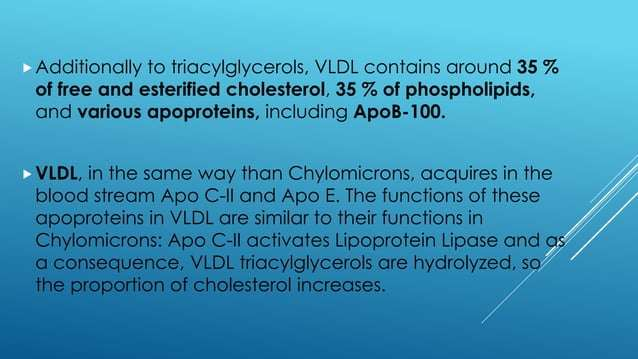 Additionally to triacylglycerols, VLDL contains around 35 %
of free and esterified cholesterol, 35 % of phospholipids,
and various apoproteins, including ApoB-100.
VLDL, in the same way than Chylomicrons, acquires in the
blood stream Apo C-II and Apo E. The functions of these
apoproteins in VLDL are similar to their functions in
Chylomicrons: Apo C-II activates Lipoprotein Lipase and as
a consequence, VLDL triacylglycerols are hydrolyzed, so
the proportion of cholesterol increases.